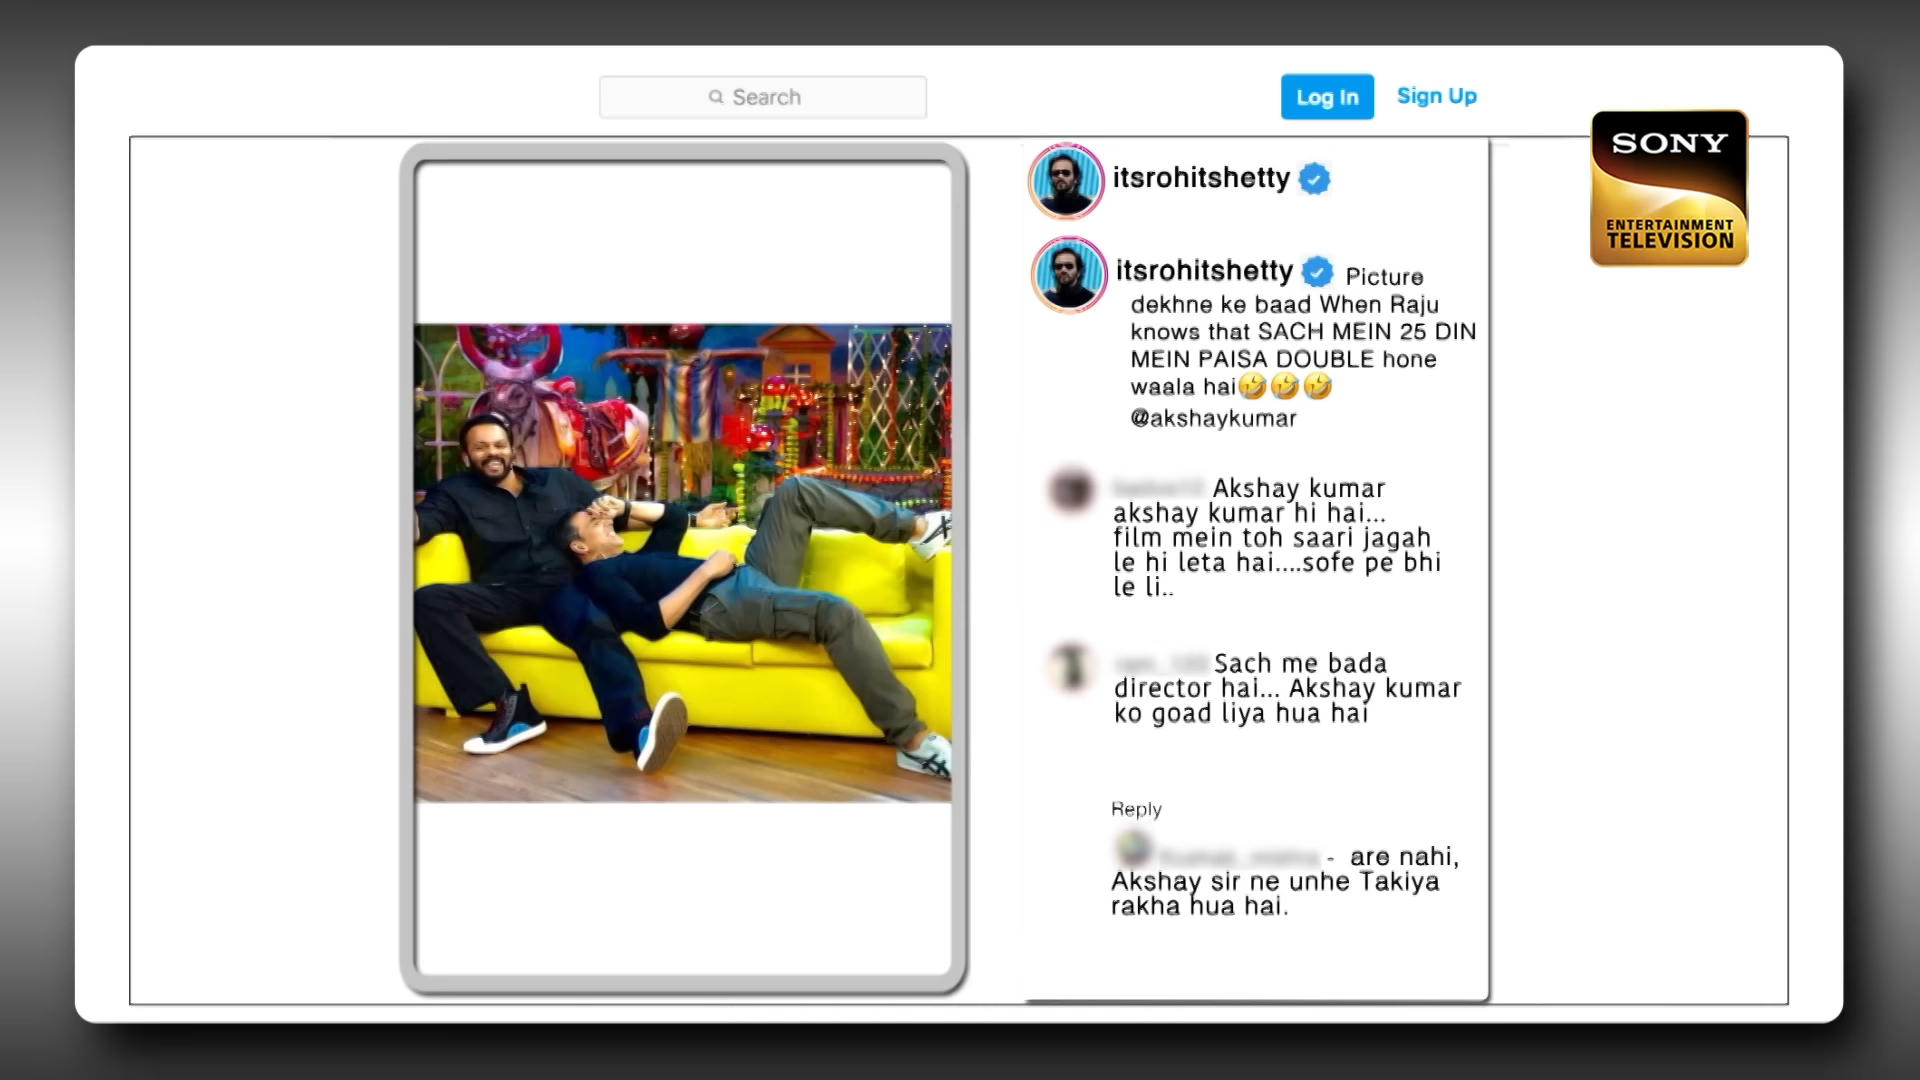 Search
Log In
Sign Up
SONY
ENTERTAINMENT
TELEVISION
itsrohitshetty
itsrohitshetty Picture
dekhne ke baad When Raju
knows that SACH MEIN 25 DIN
MEIN PAISA DOUBLE hone
waala hai🤣🤣🤣
@akshaykumar
Akshay kumar
akshay kumar hi hai...
film mein toh saari jagah
le hi leta hai....sofe pe bhi
le li..
Sach me bada
director hai... Akshay kumar
ko goad liya hua hai
Reply
- are nahi,
Akshay sir ne unhe Takiya
rakha hua hai.